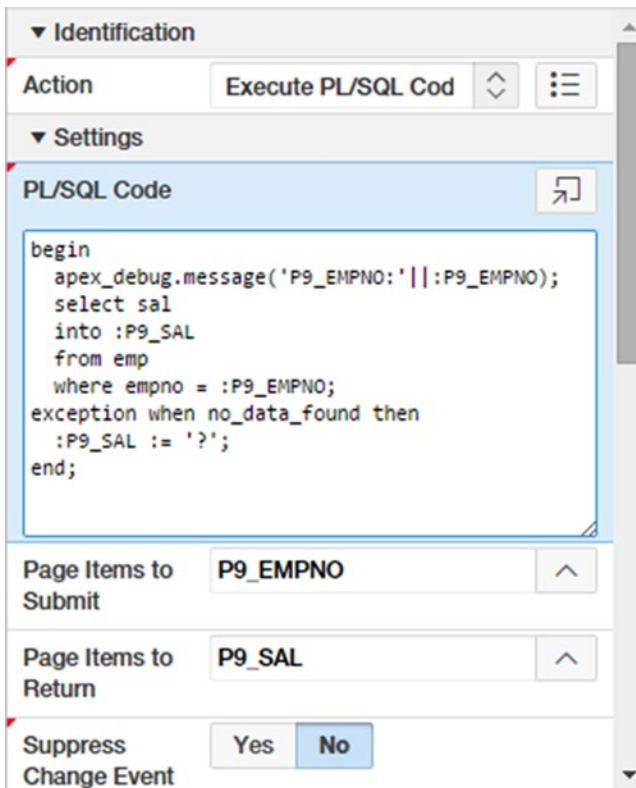 ▼ Identification
Action Execute PL/SQL Cod
▼ Settings
PL/SQL Code
begin
  apex_debug.message('P9_EMPNO:'||:P9_EMPNO);
  select sal
  into :P9_SAL
  from emp
  where empno = :P9_EMPNO;
exception when no_data_found then
  :P9_SAL := '?';
end;
Page Items to P9_EMPNO
Submit
Page Items to P9_SAL
Return
Suppress Yes No
Change Event